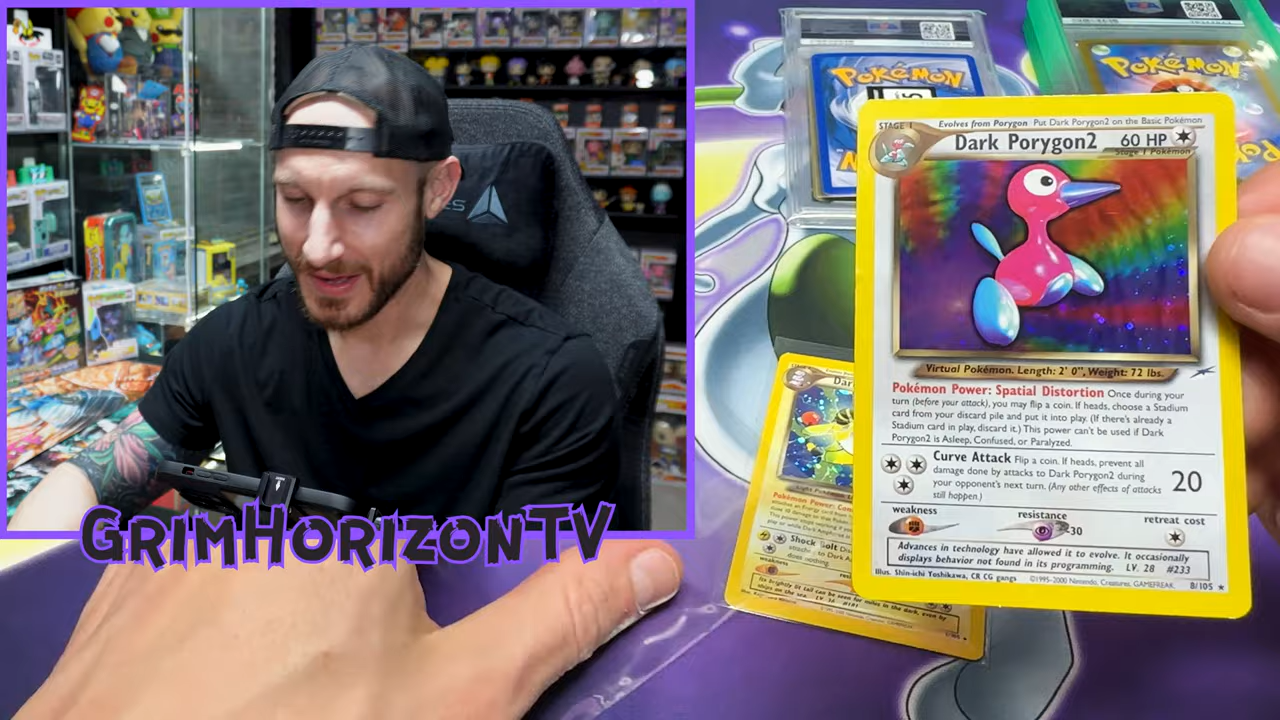 GRIMHORIZONTV
POKéMON
POKéMON
STAGE 1
Evolves from Porygon Put Dark Porygon2 on the Basic Pokémon
Dark Porygon2 60 HP
Stage 1 Pokémon
Virtual Pokémon. Length: 2' 0", Weight: 72 lbs.
Pokémon Power: Spatial Distortion Once during your
turn (before your attack), you may flip a coin. If heads, choose a Stadium
card from your discard pile and put it into play. (If there's already a
Stadium card in play, discard it.) This power can't be used if Dark
Porygon2 is Asleep, Confused, or Paralyzed.
Curve Attack Flip a coin. If heads, prevent all
damage done by attacks to Dark Porygon2 during
your opponent's next turn. (Any other effects of attacks
still happen.)
20
weakness resistance retreat cost
-30
Advances in technology have allowed it to evolve. It occasionally
displays behavior not found in its programming. LV. 28 #233
Illus. Shin-ichi Yoshikawa, CR CG gangs ©1995-2000 Nintendo, Creatures, GAMEFREAK. 8/105
Dar
Pokémon Power: Con
Shock Bolt
weakness